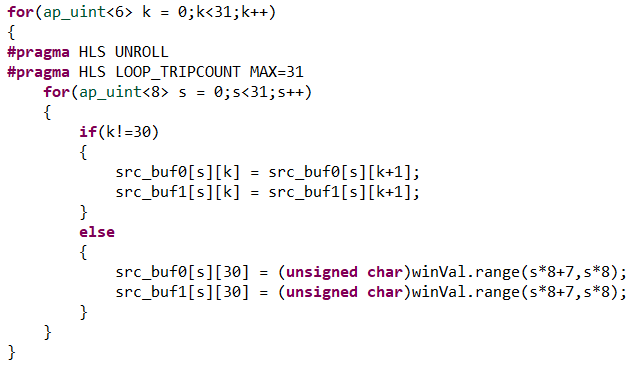 for(ap_uint<6> k = 0;k<31;k++)
{
#pragma HLS UNROLL
#pragma HLS LOOP_TRIPCOUNT MAX=31
    for(ap_uint<8> s = 0;s<31;s++)
    {
        if(k!=30)
        {
            src_buf0[s][k] = src_buf0[s][k+1];
            src_buf1[s][k] = src_buf1[s][k+1];
        }
        else
        {
            src_buf0[s][30] = (unsigned char)winVal.range(s*8+7,s*8);
            src_buf1[s][30] = (unsigned char)winVal.range(s*8+7,s*8);
        }
    }
}